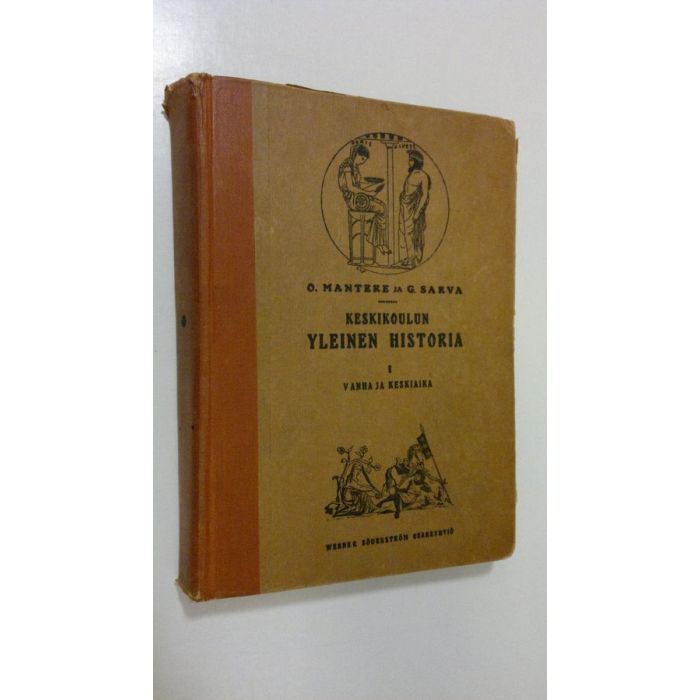 O. MANTERE JA G. SARVA
KESKIKOULUN
YLEINEN HISTORIA
I
VANHA JA KESKIAIKA
WERNER SÖDERSTRÖM OSAKEYHTIÖ